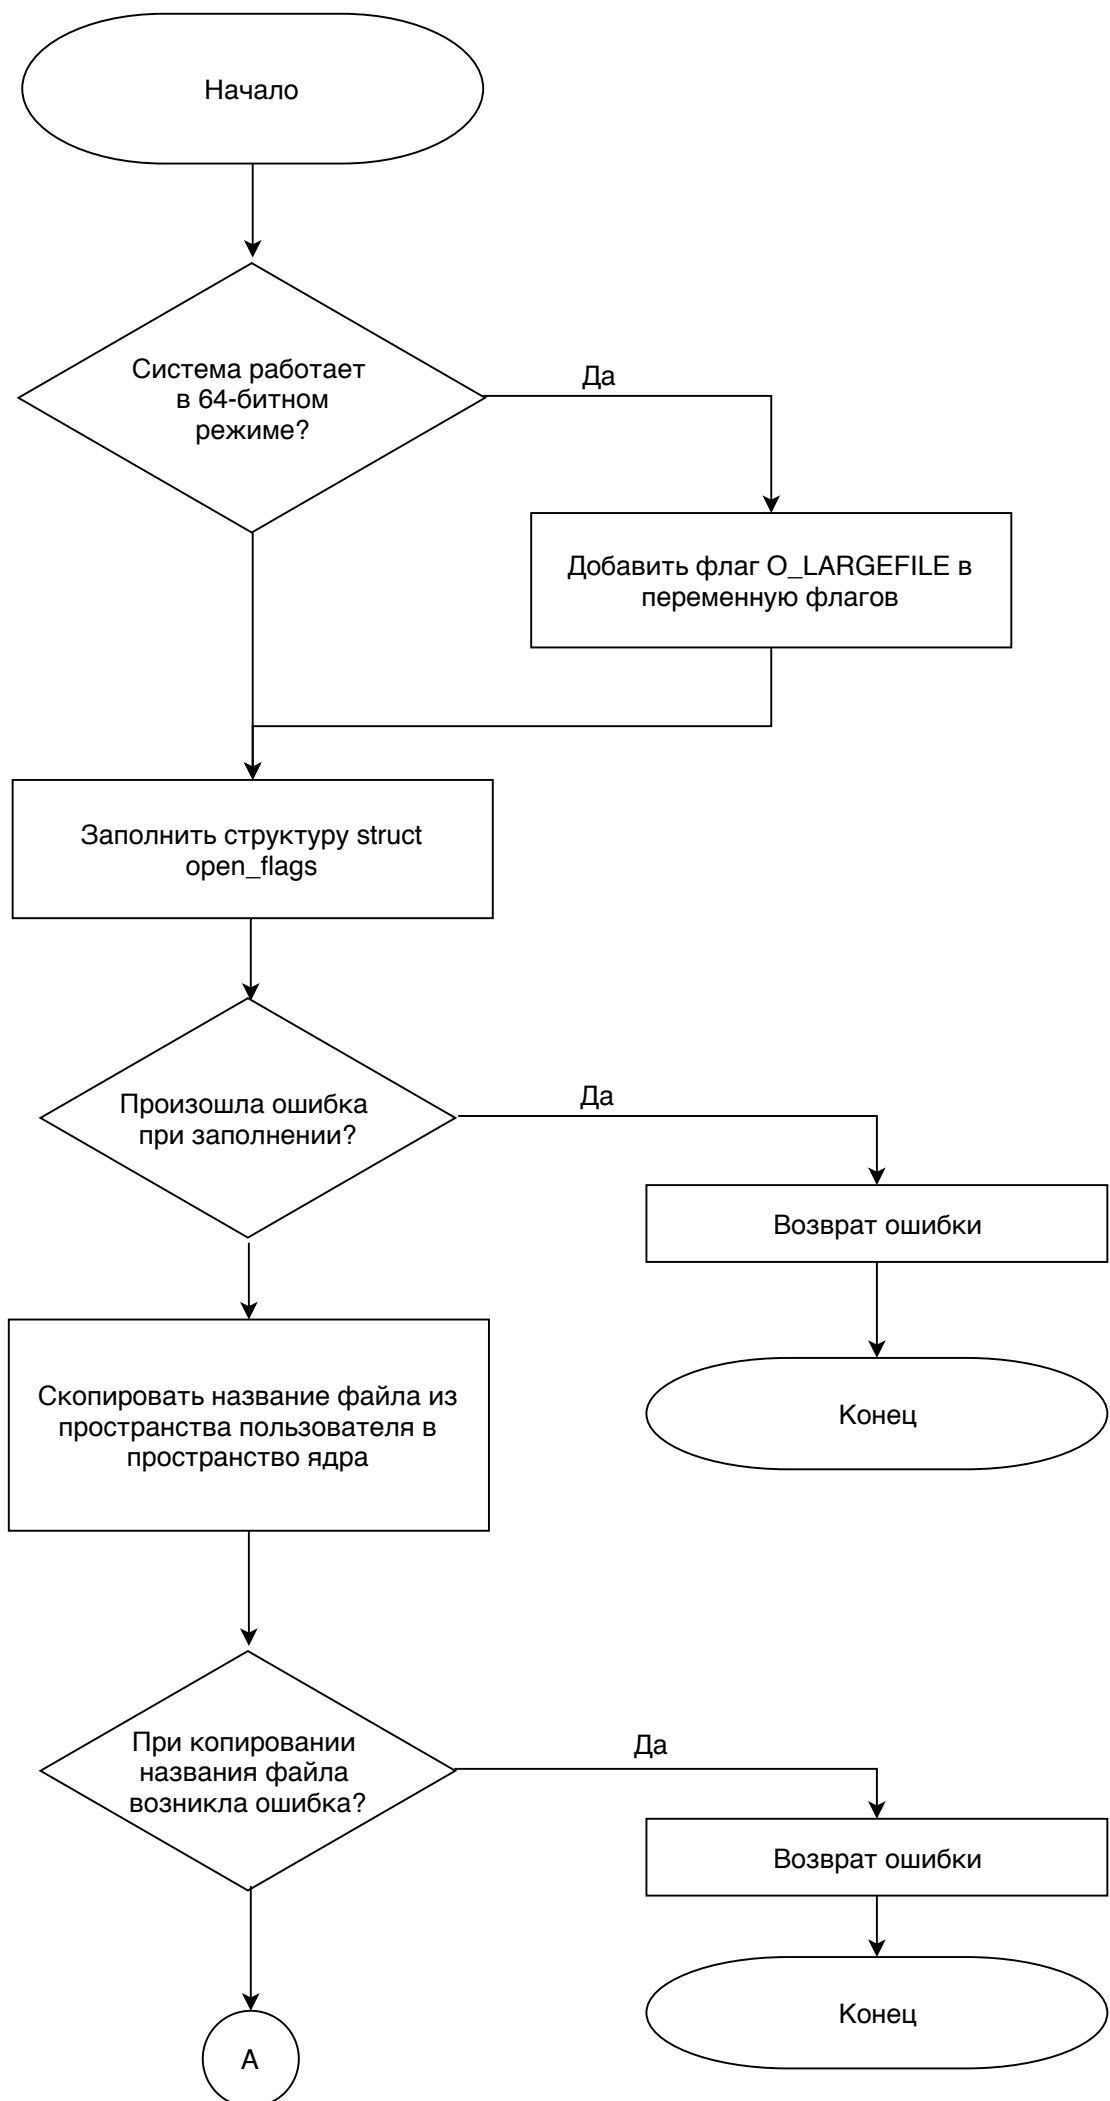 Начало
Система работает
в 64-битном
режиме?
Да
Добавить флаг O_LARGEFILE в
переменную флагов
Заполнить структуру struct
open_flags
Произошла ошибка
при заполнении?
Да
Возврат ошибки
Конец
Скопировать название файла из
пространства пользователя в
пространство ядра
При копировании
названия файла
возникла ошибка?
Да
Возврат ошибки
Конец
А